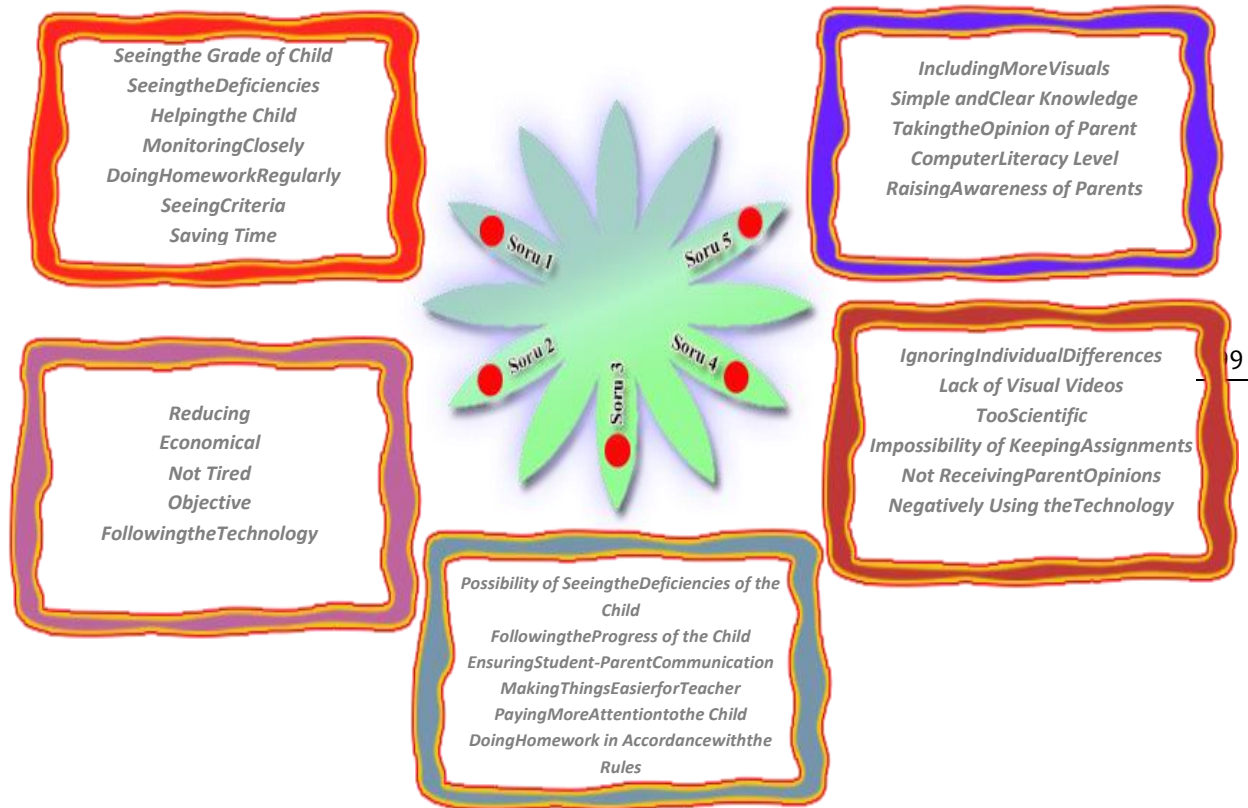 Seeingthe Grade of Child
SeeingtheDeficiencies
Helpingthe Child
MonitoringClosely
DoingHomeworkRegularly
SeeingCriteria
Saving Time
IncludingMoreVisuals
Simple andClear Knowledge
TakingtheOpinion of Parent
ComputerLiteracy Level
RaisingAwareness of Parents
Soru 1
Soru 5
Soru 2
Soru 3
Soru 4
Reducing
Economical
Not Tired
Objective
FollowingtheTechnology
IgnoringIndividualDifferences
Lack of Visual Videos
TooScientific
Impossibility of KeepingAssignments
Not ReceivingParentOpinions
Negatively Using theTechnology
Possibility of SeeingtheDeficiencies of the
Child
FollowingtheProgress of the Child
EnsuringStudent-ParentCommunication
MakingThingsEasierforTeacher
PayingMoreAttentiontothe Child
DoingHomework in Accordancewiththe
Rules